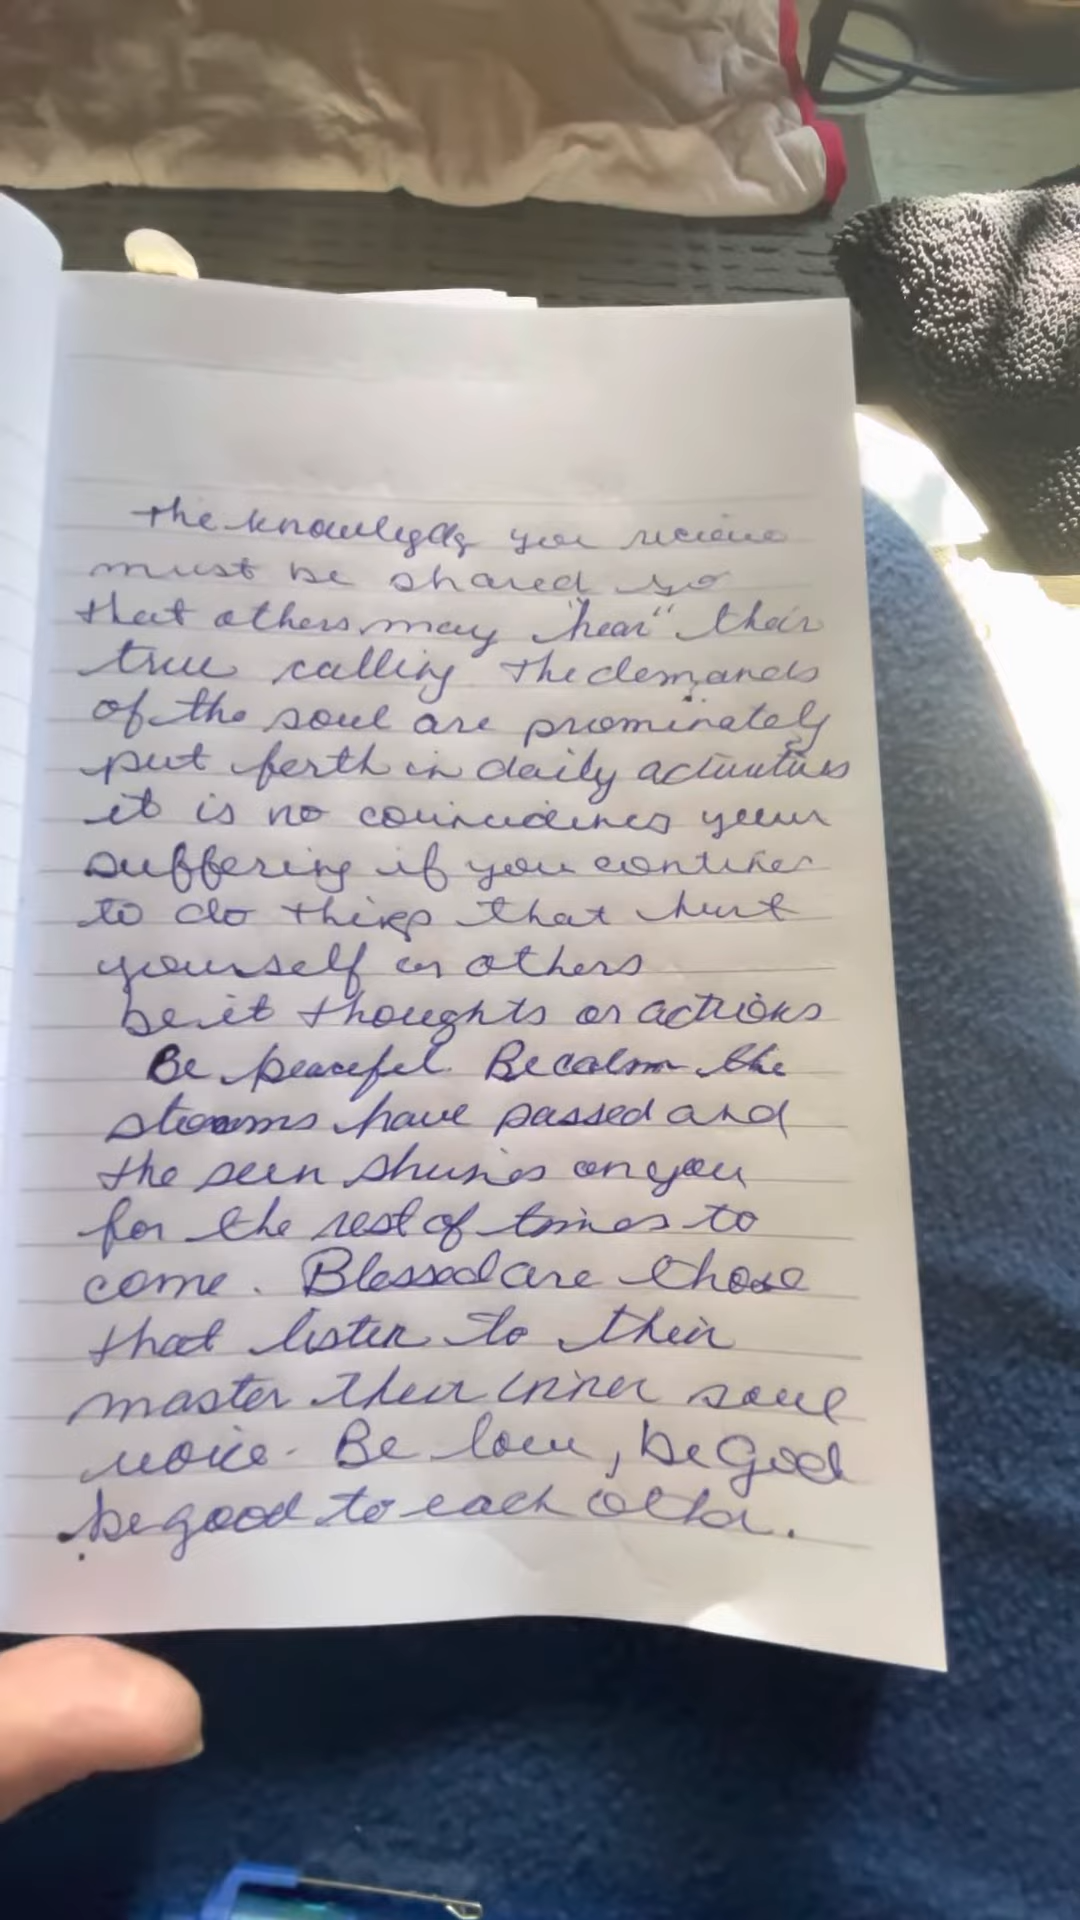 the knowlegdg you recieve
must be shared so
that others may "hear" their
true calling. The demands
of the soul are prominately
put forth in daily activities
it is no coincidence your
suffering if you continue
to do things that hurt
yourself or others
be it thoughts or actions
Be peaceful. Be calm the
storms have passed and
the sun shines on you
for the rest of times to
come. Blessed are those
that listen to their
master their inner soul
voice. Be love, be God
be good to each other.